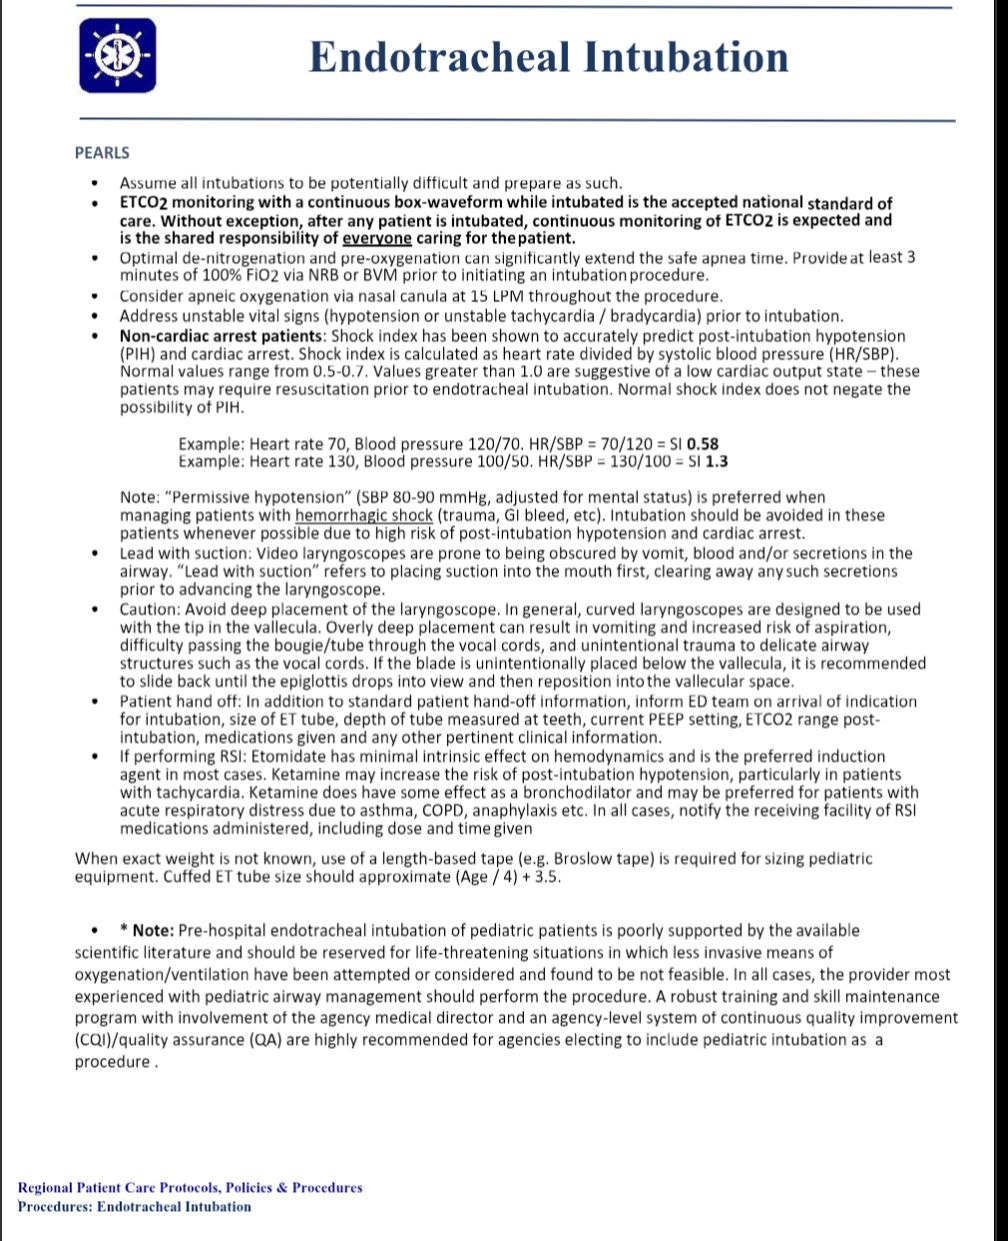 Endotracheal Intubation
PEARLS
• Assume all intubations to be potentially difficult and prepare as such.
• ETCO2 monitoring with a continuous box-waveform while intubated is the accepted national standard of
care. Without exception, after any patient is intubated, continuous monitoring of ETCO2 is expected and
is the shared responsibility of everyone caring for the patient.
• Optimal de-nitrogenation and pre-oxygenation can significantly extend the safe apnea time. Provide at least 3
minutes of 100% FiO2 via NRB or BVM prior to initiating an intubation procedure.
• Consider apneic oxygenation via nasal canula at 15 LPM throughout the procedure.
• Address unstable vital signs (hypotension or unstable tachycardia / bradycardia) prior to intubation.
• Non-cardiac arrest patients: Shock index has been shown to accurately predict post-intubation hypotension
(PIH) and cardiac arrest. Shock index is calculated as heart rate divided by systolic blood pressure (HR/SBP).
Normal values range from 0.5-0.7. Values greater than 1.0 are suggestive of a low cardiac output state – these
patients may require resuscitation prior to endotracheal intubation. Normal shock index does not negate the
possibility of PIH.
Example: Heart rate 70, Blood pressure 120/70. HR/SBP = 70/120 = SI 0.58
Example: Heart rate 130, Blood pressure 100/50. HR/SBP = 130/100 = SI 1.3
Note: “Permissive hypotension” (SBP 80-90 mmHg, adjusted for mental status) is preferred when
managing patients with hemorrhagic shock (trauma, GI bleed, etc). Intubation should be avoided in these
patients whenever possible due to high risk of post-intubation hypotension and cardiac arrest.
• Lead with suction: Video laryngoscopes are prone to being obscured by vomit, blood and/or secretions in the
airway. “Lead with suction” refers to placing suction into the mouth first, clearing away any such secretions
prior to advancing the laryngoscope.
• Caution: Avoid deep placement of the laryngoscope. In general, curved laryngoscopes are designed to be used
with the tip in the vallecula. Overly deep placement can result in vomiting and increased risk of aspiration,
difficulty passing the bougie/tube through the vocal cords, and unintentional trauma to delicate airway
structures such as the vocal cords. If the blade is unintentionally placed below the vallecula, it is recommended
to slide back until the epiglottis drops into view and then reposition into the vallecular space.
• Patient hand off: In addition to standard patient hand-off information, inform ED team on arrival of indication
for intubation, size of ET tube, depth of tube measured at teeth, current PEEP setting, ETCO2 range post-
intubation, medications given and any other pertinent clinical information.
• If performing RSI: Etomidate has minimal intrinsic effect on hemodynamics and is the preferred induction
agent in most cases. Ketamine may increase the risk of post-intubation hypotension, particularly in patients
with tachycardia. Ketamine does have some effect as a bronchodilator and may be preferred for patients with
acute respiratory distress due to asthma, COPD, anaphylaxis etc. In all cases, notify the receiving facility of RSI
medications administered, including dose and time given
When exact weight is not known, use of a length-based tape (e.g. Broslow tape) is required for sizing pediatric
equipment. Cuffed ET tube size should approximate (Age / 4) + 3.5.
• * Note: Pre-hospital endotracheal intubation of pediatric patients is poorly supported by the available
scientific literature and should be reserved for life-threatening situations in which less invasive means of
oxygenation/ventilation have been attempted or considered and found to be not feasible. In all cases, the provider most
experienced with pediatric airway management should perform the procedure. A robust training and skill maintenance
program with involvement of the agency medical director and an agency-level system of continuous quality improvement
(CQI)/quality assurance (QA) are highly recommended for agencies electing to include pediatric intubation as a
procedure .
Regional Patient Care Protocols, Policies & Procedures
Procedures: Endotracheal Intubation